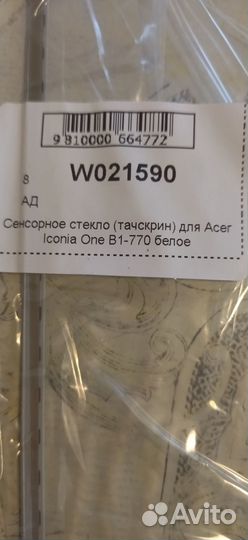 9 810000 664772
W021590
8
АД
Сенсорное стекло (тачскрин) для Acer
Iconia One B1-770 белое
Avito